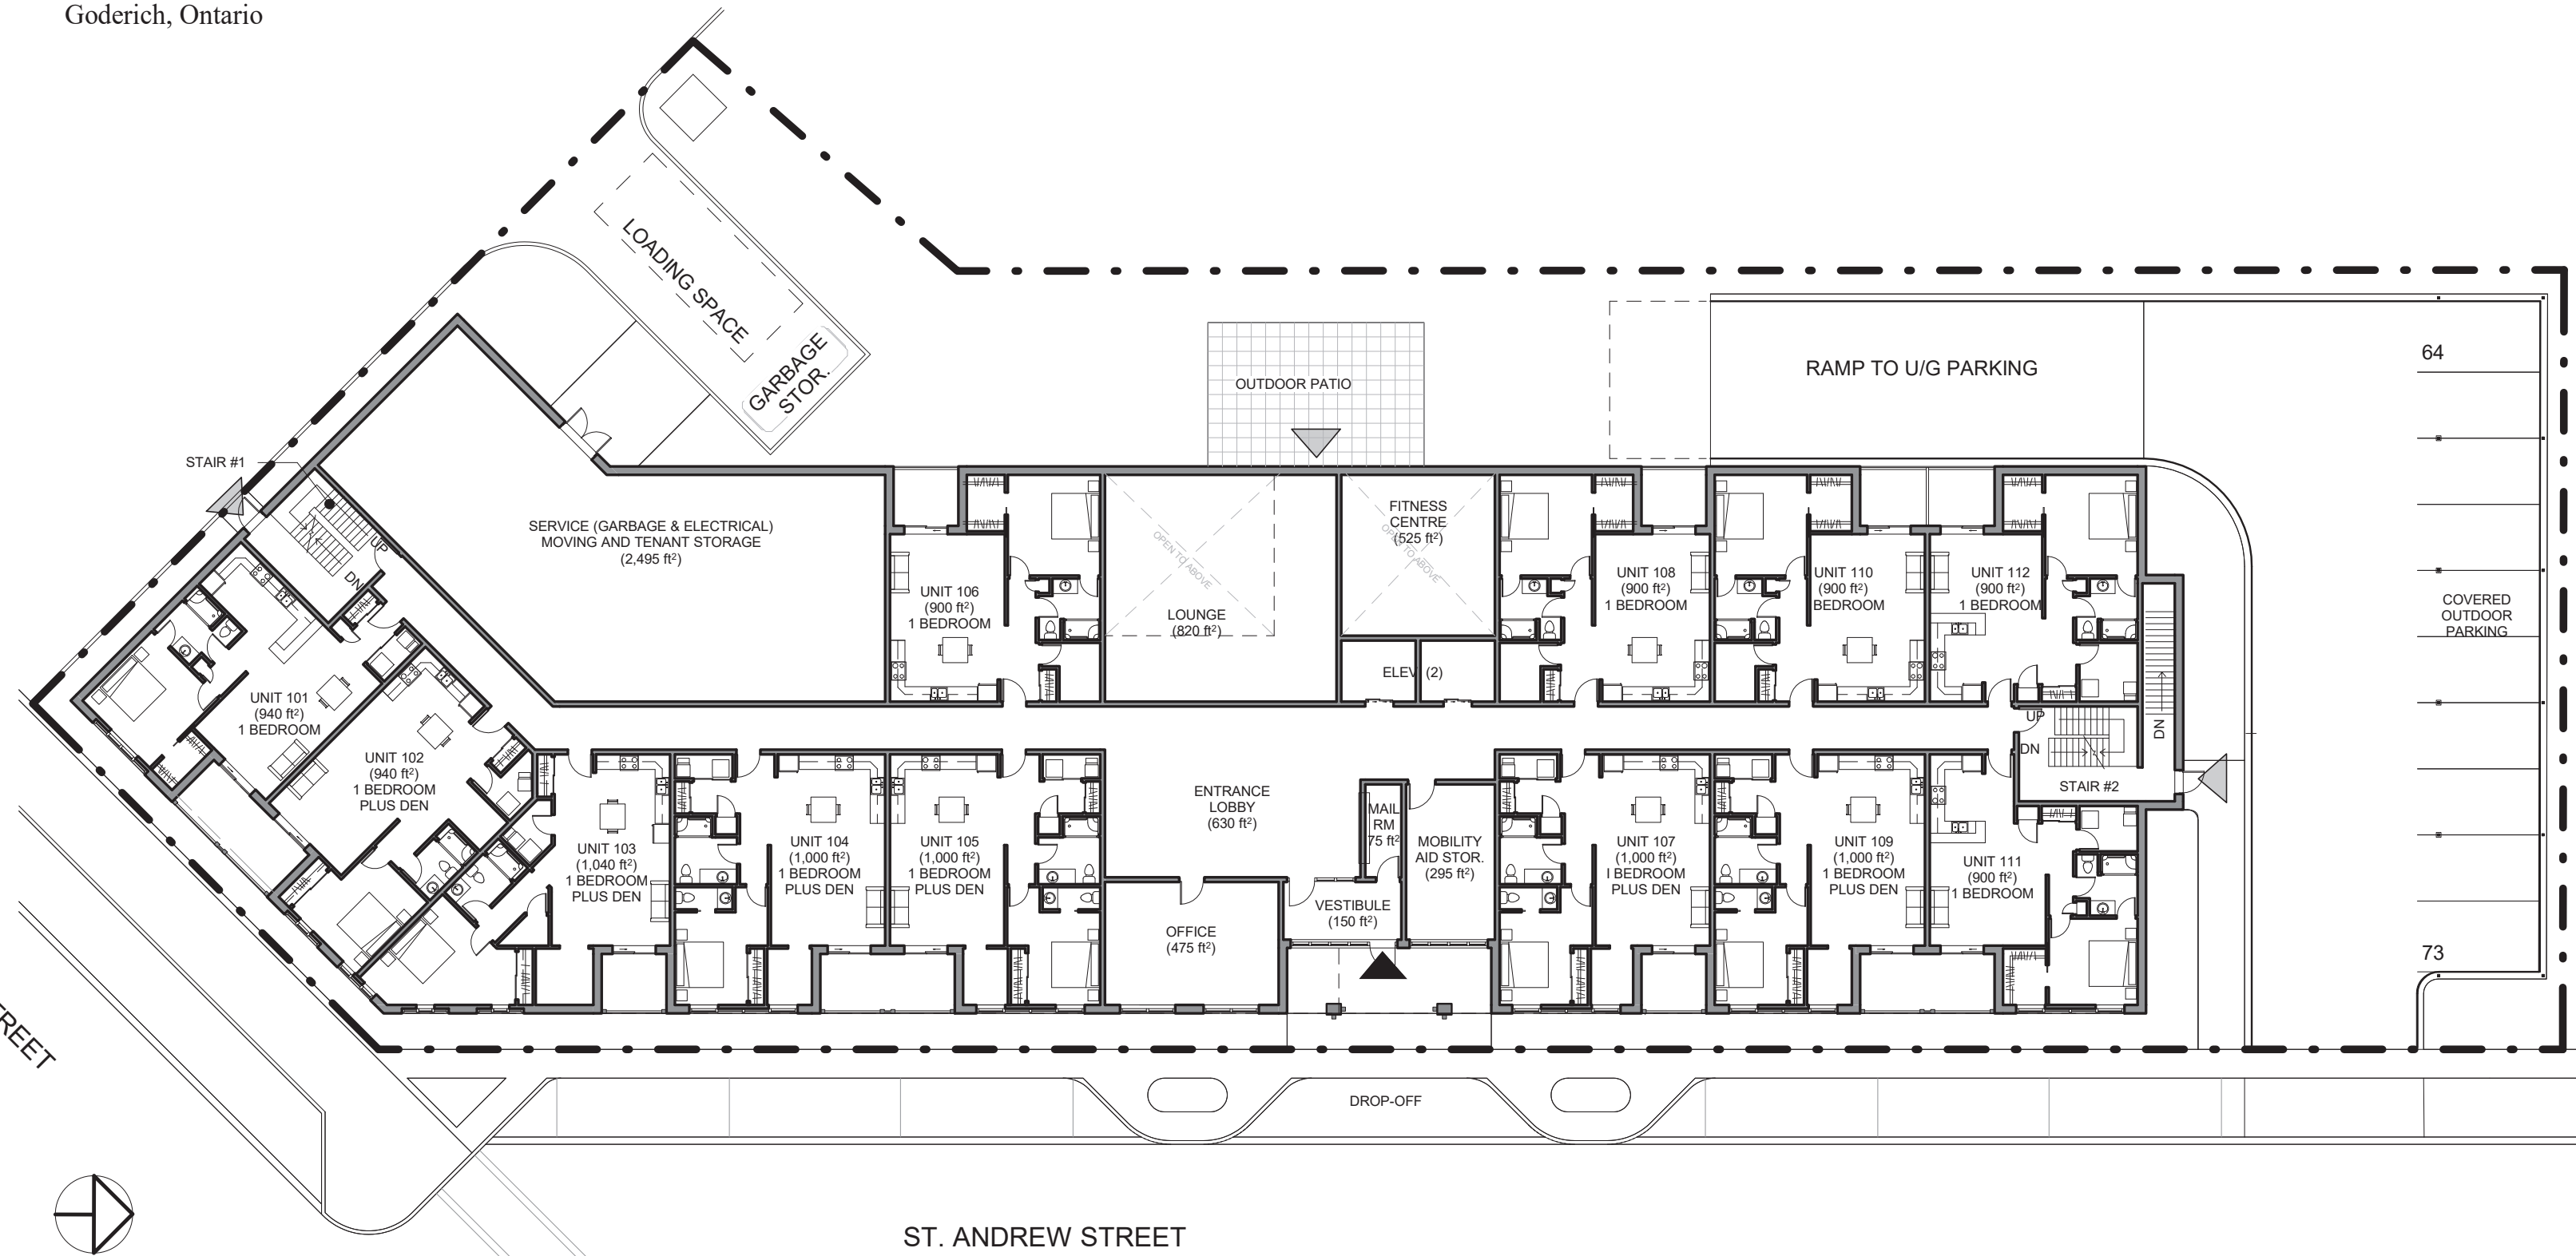 Goderich, Ontario
LOADING SPACE
GARBAGE
STOR.
OUTDOOR PATIO
RAMP TO U/G PARKING
64
STAIR #1
UP
DN
SERVICE (GARBAGE & ELECTRICAL)
MOVING AND TENANT STORAGE
(2,495 ft²)
UNIT 106
(900 ft²)
1 BEDROOM
OPEN TO ABOVE
LOUNGE
(820 ft²)
FITNESS
CENTRE
(525 ft²)
OPEN TO ABOVE
ELEV (2)
UNIT 108
(900 ft²)
1 BEDROOM
UNIT 110
(900 ft²)
BEDROOM
UNIT 112
(900 ft²)
1 BEDROOM
COVERED
OUTDOOR
PARKING
UNIT 101
(940 ft²)
1 BEDROOM
UNIT 102
(940 ft²)
1 BEDROOM
PLUS DEN
UNIT 103
(1,040 ft²)
1 BEDROOM
PLUS DEN
UNIT 104
(1,000 ft²)
1 BEDROOM
PLUS DEN
UNIT 105
(1,000 ft²)
1 BEDROOM
PLUS DEN
ENTRANCE
LOBBY
(630 ft²)
MAIL
RM
75 ft²
MOBILITY
AID STOR.
(295 ft²)
VESTIBULE
(150 ft²)
OFFICE
(475 ft²)
UNIT 107
(1,000 ft²)
I BEDROOM
PLUS DEN
UNIT 109
(1,000 ft²)
1 BEDROOM
PLUS DEN
UNIT 111
(900 ft²)
1 BEDROOM
UP
DN
DN
STAIR #2
73
DROP-OFF
REET
ST. ANDREW STREET